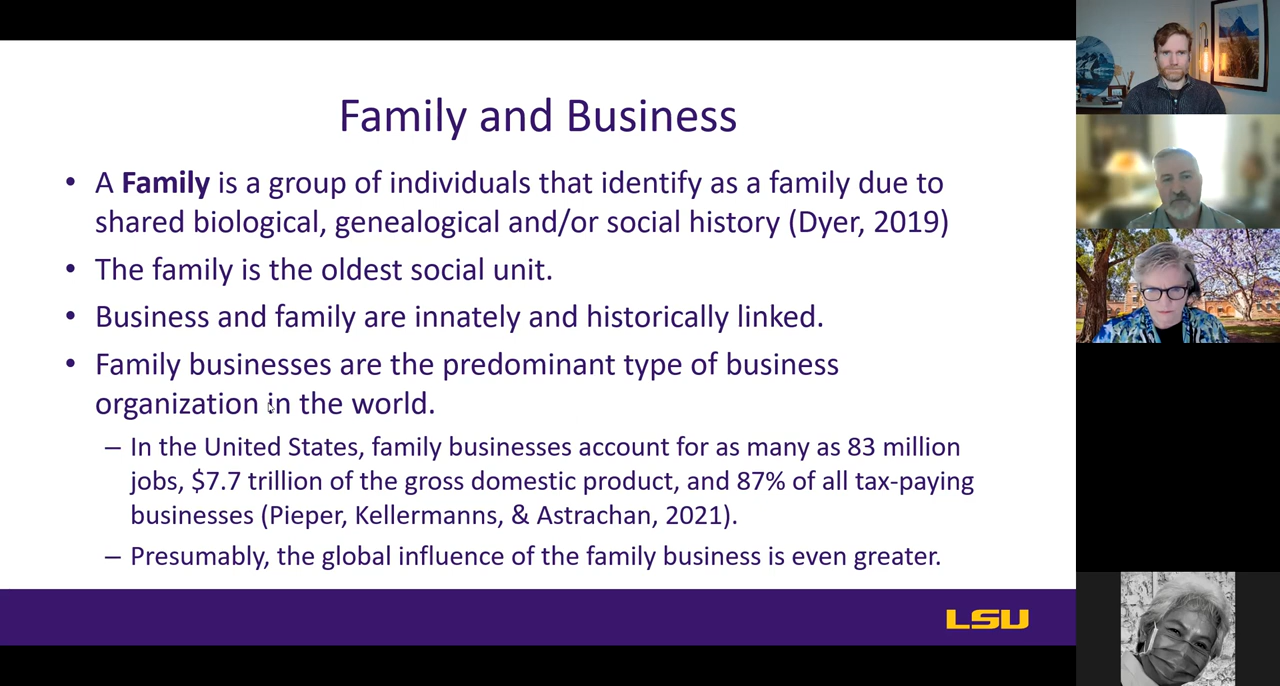 Family and Business
• A Family is a group of individuals that identify as a family due to
shared biological, genealogical and/or social history (Dyer, 2019)
• The family is the oldest social unit.
• Business and family are innately and historically linked.
• Family businesses are the predominant type of business
organization in the world.
– In the United States, family businesses account for as many as 83 million
jobs, $7.7 trillion of the gross domestic product, and 87% of all tax-paying
businesses (Pieper, Kellermanns, & Astrachan, 2021).
– Presumably, the global influence of the family business is even greater.
LSU